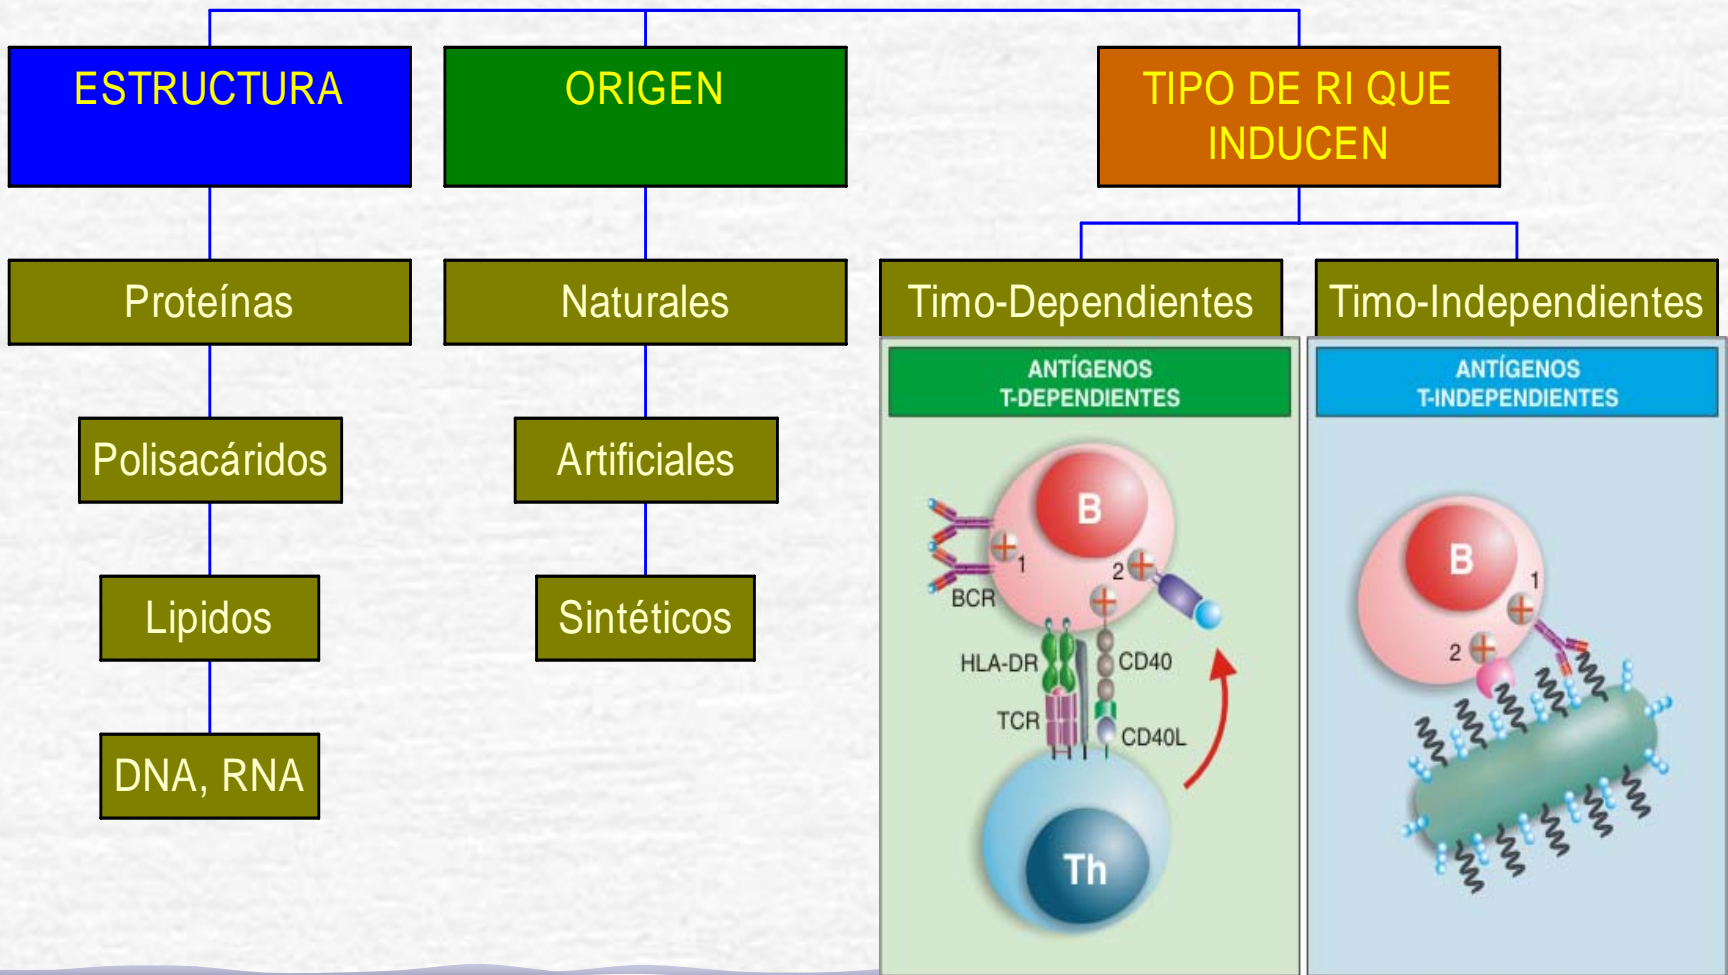 ESTRUCTURA
ORIGEN
TIPO DE RI QUE
INDUCEN
Proteínas
Naturales
Timo-Dependientes
Timo-Independientes
Polisacáridos
Artificiales
Lipidos
Sintéticos
DNA, RNA
ANTÍGENOS
T-DEPENDIENTES
B
1
2
BCR
HLA-DR
CD40
TCR
CD40L
Th
ANTÍGENOS
T-INDEPENDIENTES
B
1
2